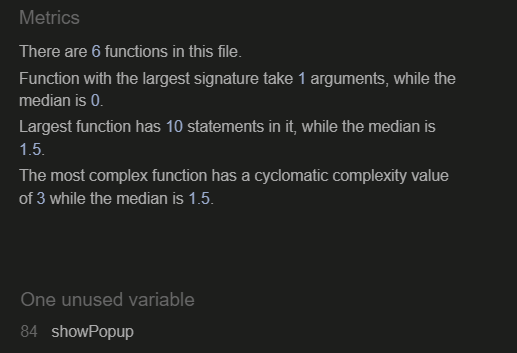 Metrics
There are 6 functions in this file.
Function with the largest signature take 1 arguments, while the
median is 0.
Largest function has 10 statements in it, while the median is
1.5.
The most complex function has a cyclomatic complexity value
of 3 while the median is 1.5.
One unused variable
84 showPopup